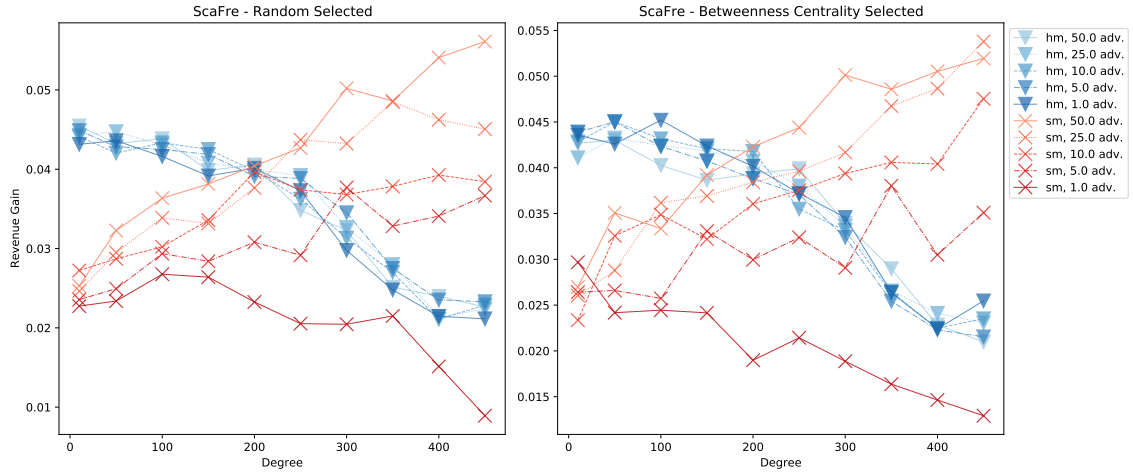 ScaFre - Random Selected
Revenue Gain
0.05
0.04
0.03
0.02
0.01
0
100
200
300
400
Degree
ScaFre - Betweenness Centrality Selected
0.055
0.050
0.045
0.040
0.035
0.030
0.025
0.020
0.015
0
100
200
300
400
Degree
hm, 50.0 adv.
hm, 25.0 adv.
hm, 10.0 adv.
hm, 5.0 adv.
hm, 1.0 adv.
sm, 50.0 adv.
sm, 25.0 adv.
sm, 10.0 adv.
sm, 5.0 adv.
sm, 1.0 adv.